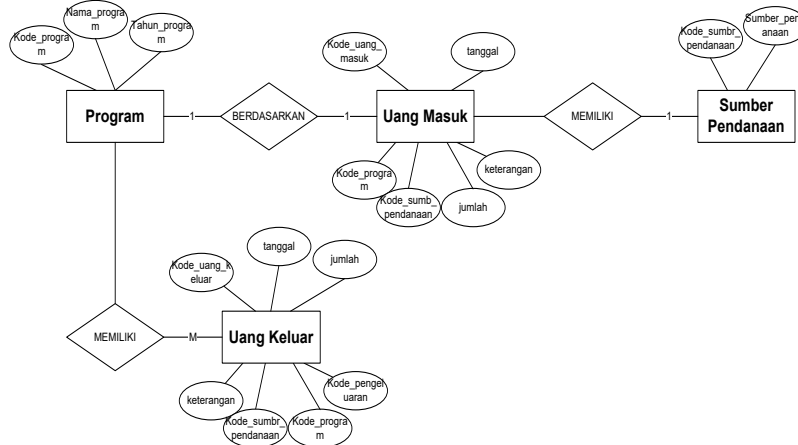 Nama_progra
m
Kode_progra
m
Tahun_progra
m
Kode_uang_
masuk
tanggal
Kode_sumbr_
pendanaan
Sumber_pen
anaan
Program
1
BERDASARKAN
1
Uang Masuk
MEMILIKI
1
Sumber
Pendanaan
Kode_progra
m
Kode_sumb_
pendanaan
jumlah
keterangan
Kode_uang_k
eluar
tanggal
jumlah
MEMILIKI
M
Uang Keluar
keterangan
Kode_sumbr_
pendanaan
Kode_progra
m
Kode_pengel
uaran